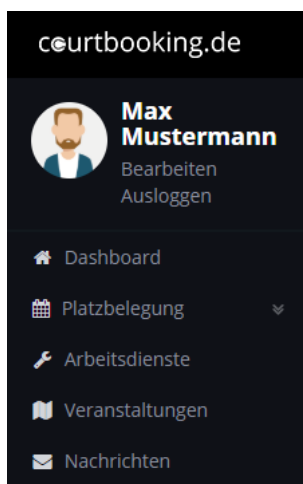 courtbooking.de
Max
Mustermann
Bearbeiten
Ausloggen
Dashboard
Platzbelegung
Arbeitsdienste
Veranstaltungen
Nachrichten